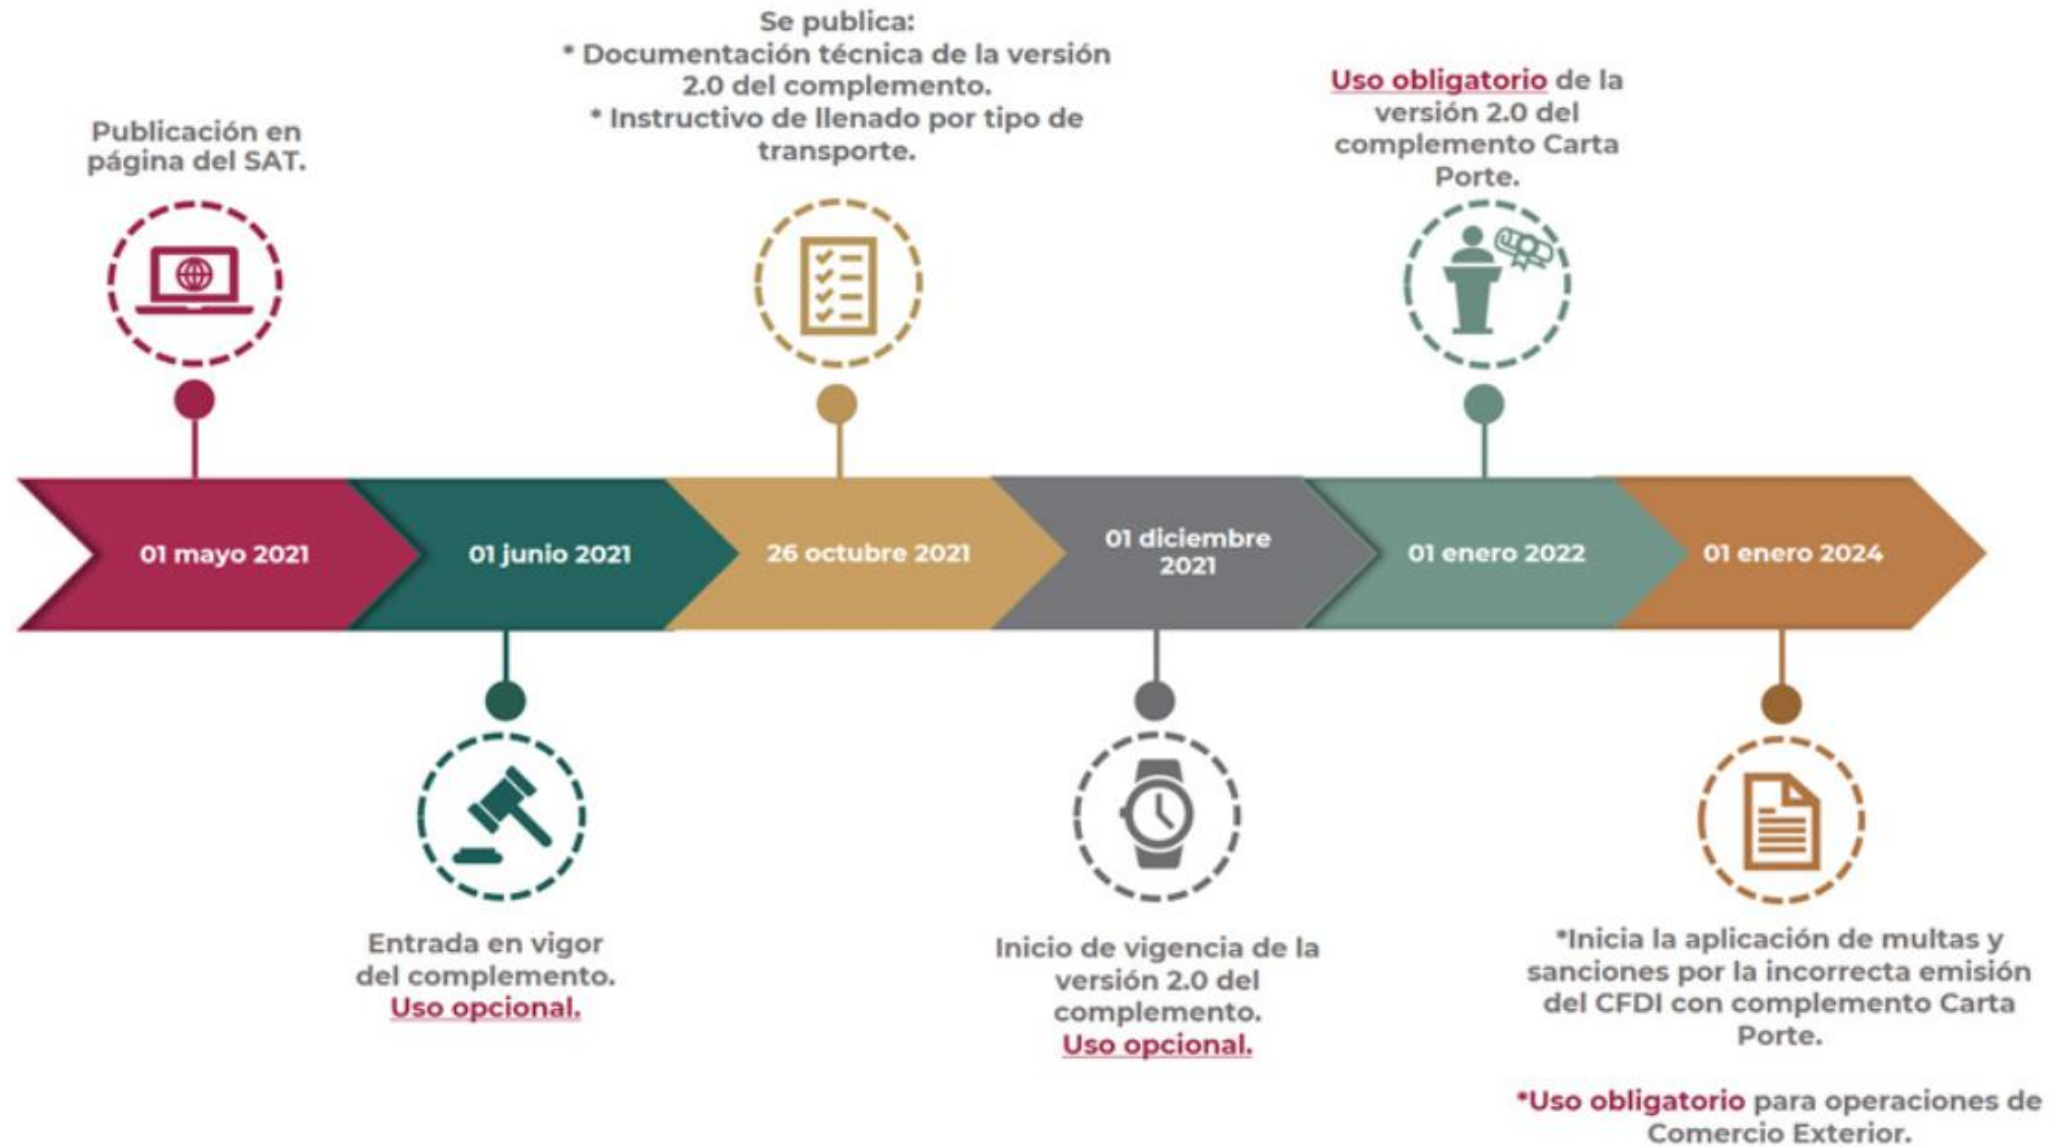 Se publica:
* Documentación técnica de la versión
2.0 del complemento.
* Instructivo de llenado por tipo de
transporte.
Uso obligatorio de la
versión 2.0 del
complemento Carta
Porte.
Publicación en
página del SAT.
01 mayo 2021
01 junio 2021
26 octubre 2021
01 diciembre
2021
01 enero 2022
01 enero 2024
Entrada en vigor
del complemento.
Uso opcional.
Inicio de vigencia de la
versión 2.0 del
complemento.
Uso opcional.
*Inicia la aplicación de multas y
sanciones por la incorrecta emisión
del CFDI con complemento Carta
Porte.
*Uso obligatorio para operaciones de
Comercio Exterior.